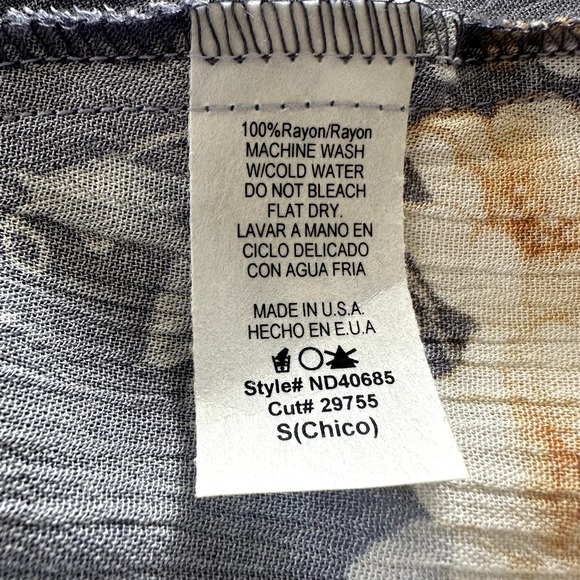 100%Rayon/Rayon
MACHINE WASH
W/COLD WATER
DO NOT BLEACH
FLAT DRY.
LAVAR A MANO EN
CICLO DELICADO
CON AGUA FRIA
MADE IN U.S.A.
HECHO EN E.U.A
Style# ND40685
Cut# 29755
S(Chico)